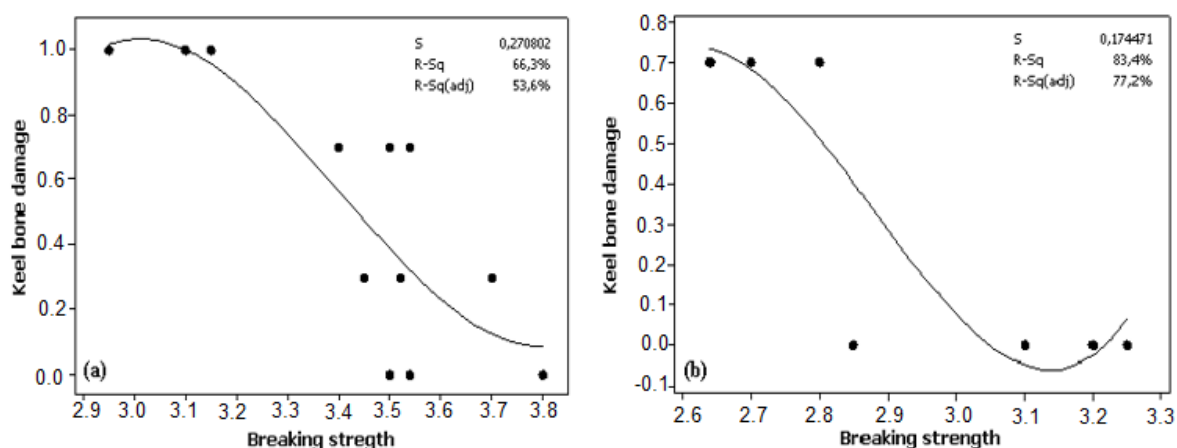 S 0,270802
R-Sq 66,3%
R-Sq(adj) 53,6%
1.0
0.8
0.6
0.4
0.2
0.0
Keel bone damage
(a)
2.9 3.0 3.1 3.2 3.3 3.4 3.5 3.6 3.7 3.8
Breaking streqth
S 0,174471
R-Sq 83,4%
R-Sq(adj) 77,2%
0.8
0.7
0.6
0.5
0.4
0.3
0.2
0.1
0.0
-0.1
Keel bone damage
(b)
2.6 2.7 2.8 2.9 3.0 3.1 3.2 3.3
Breaking strength